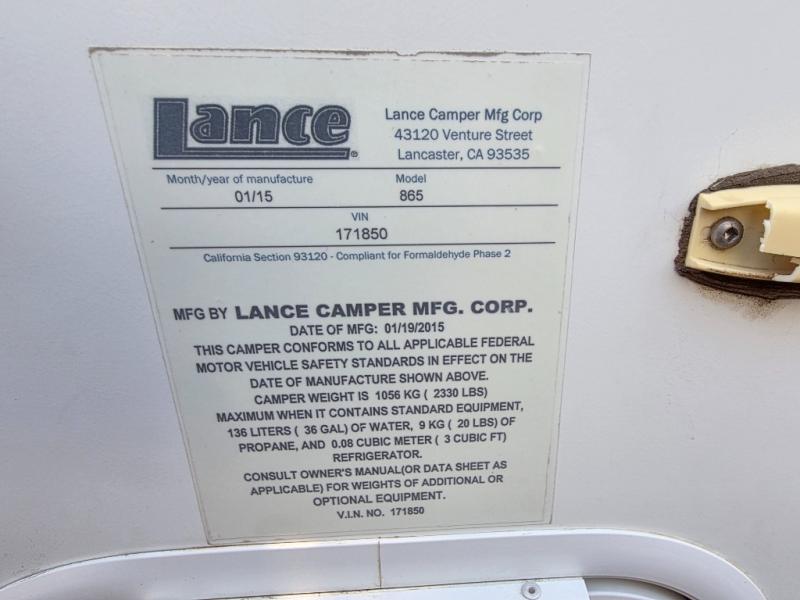 Lance®
Lance Camper Mfg Corp
43120 Venture Street
Lancaster, CA 93535
Month/year of manufacture
01/15
Model
865
VIN
171850
California Section 93120 - Compliant for Formaldehyde Phase 2
MFG BY LANCE CAMPER MFG. CORP.
DATE OF MFG: 01/19/2015
THIS CAMPER CONFORMS TO ALL APPLICABLE FEDERAL
MOTOR VEHICLE SAFETY STANDARDS IN EFFECT ON THE
DATE OF MANUFACTURE SHOWN ABOVE.
CAMPER WEIGHT IS 1056 KG ( 2330 LBS)
MAXIMUM WHEN IT CONTAINS STANDARD EQUIPMENT,
136 LITERS ( 36 GAL) OF WATER, 9 KG ( 20 LBS) OF
PROPANE, AND 0.08 CUBIC METER ( 3 CUBIC FT)
REFRIGERATOR.
CONSULT OWNER'S MANUAL(OR DATA SHEET AS
APPLICABLE) FOR WEIGHTS OF ADDITIONAL OR
OPTIONAL EQUIPMENT.
V.I.N. NO. 171850